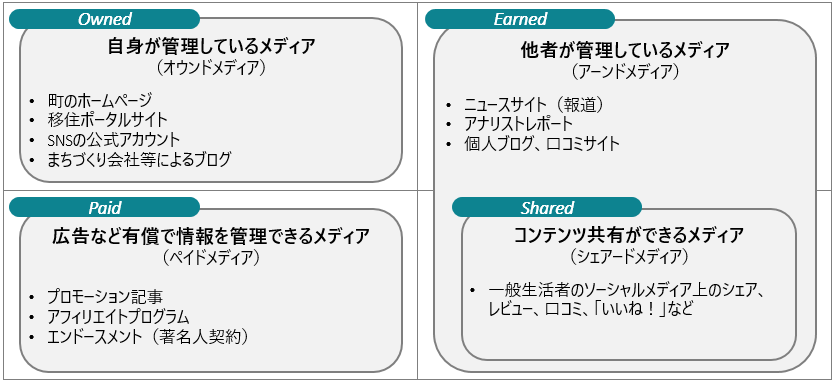 Owned
自身が管理しているメディア
（オウンドメディア）
• 町のホームページ
• 移住ポータルサイト
• SNSの公式アカウント
• まちづくり会社等によるブログ
Earned
他者が管理しているメディア
（アーンドメディア）
• ニュースサイト（報道）
• アナリストレポート
• 個人ブログ、口コミサイト
Paid
広告など有償で情報を管理できるメディア
（ペイドメディア）
• プロモーション記事
• アフィリエイトプログラム
• エンドースメント（著名人契約）
Shared
コンテンツ共有ができるメディア
（シェアードメディア）
• 一般生活者のソーシャルメディア上のシェア、
レビュー、口コミ、「いいね！」など